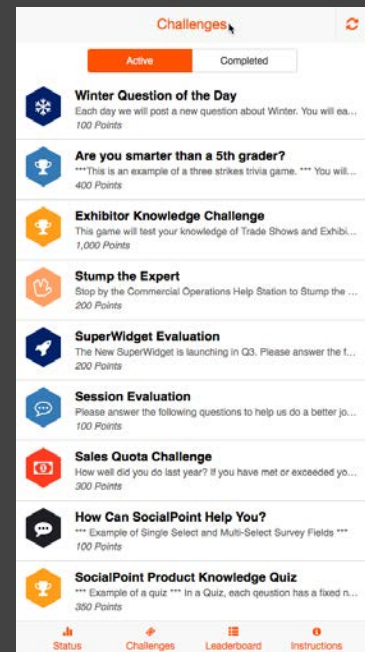 Challenges
Active
Completed
Winter Question of the Day
Each day we will post a new question about Winter. You will ea...
100 Points
Are you smarter than a 5th grader?
***This is an example of a three strikes trivia game. *** You will...
400 Points
Exhibitor Knowledge Challenge
This game will test your knowledge of Trade Shows and Exhibi...
1,000 Points
Stump the Expert
Stop by the Commercial Operations Help Station to Stump the ...
200 Points
SuperWidget Evaluation
The New SuperWidget is launching in Q3. Please answer the f...
200 Points
Session Evaluation
Please answer the following questions to help us do a better jo...
100 Points
Sales Quota Challenge
How well did you do last year? If you have met or exceeded yo...
300 Points
How Can SocialPoint Help You?
*** Example of Single Select and Multi-Select Survey Fields ***
100 Points
SocialPoint Product Knowledge Quiz
*** Example of a quiz *** In a Quiz, each qeustion has a fixed n...
350 Points
Status
Challenges
Leaderboard
Instructions